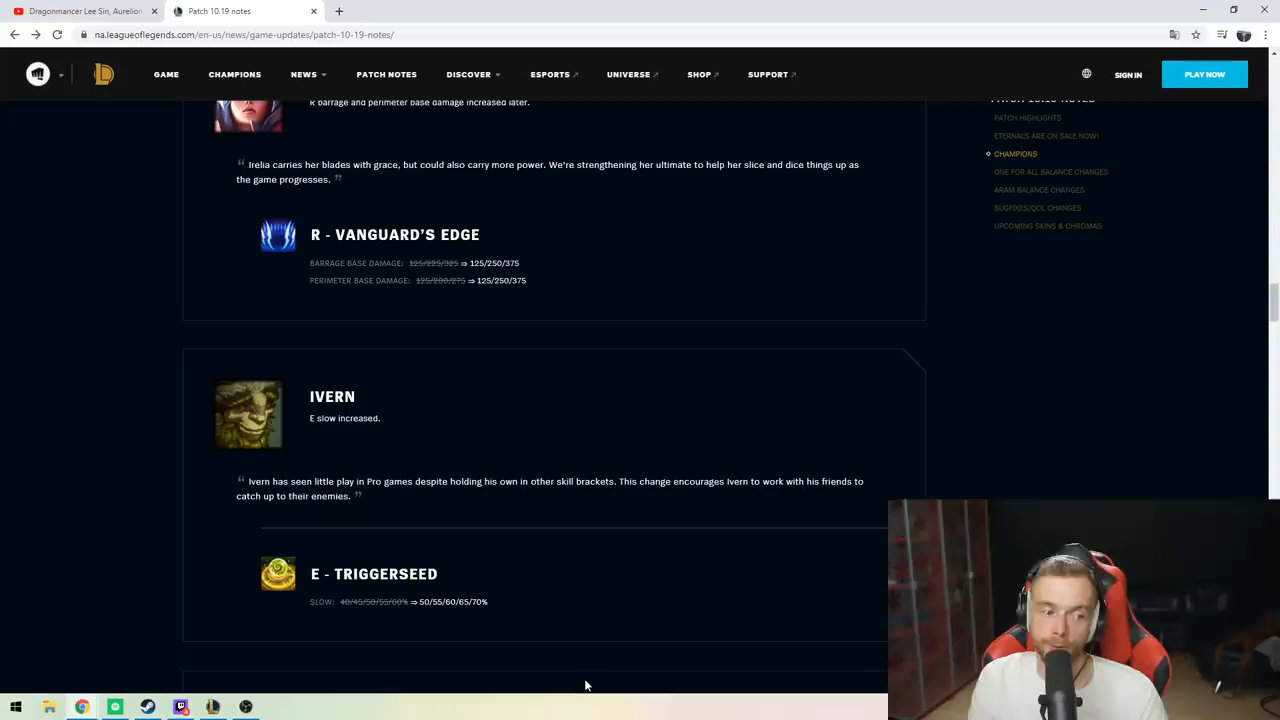 Dragonmancer Lee Sin, Aurelion
Patch 10.19 notes
na.leagueoflegends.com/en-us/news/game-updates/patch-10-19-notes/
GAME
CHAMPIONS
NEWS
PATCH NOTES
DISCOVER
ESPORTS
UNIVERSE
SHOP
SUPPORT
SIGN IN
PLAY NOW
R barrage and perimeter base damage increased later.
“ Irelia carries her blades with grace, but could also carry more power. We're strengthening her ultimate to help her slice and dice things up as
the game progresses. ”
R - VANGUARD'S EDGE
BARRAGE BASE DAMAGE: 125/225/325 ⇒ 125/250/375
PERIMETER BASE DAMAGE: 125/200/275 ⇒ 125/250/375
IVERN
E slow increased.
“ Ivern has seen little play in Pro games despite holding his own in other skill brackets. This change encourages Ivern to work with his friends to
catch up to their enemies. ”
E - TRIGGERSEED
SLOW: 40/45/50/55/60% ⇒ 50/55/60/65/70%
PATCH 10.19 NOTES
PATCH HIGHLIGHTS
ETERNALS ARE ON SALE NOW!
CHAMPIONS
ONE FOR ALL BALANCE CHANGES
ARAM BALANCE CHANGES
BUGFIXES/QOL CHANGES
UPCOMING SKINS & CHROMAS